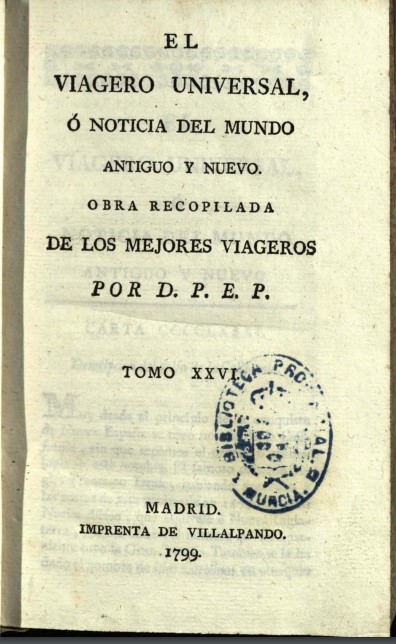 EL
VIAGERO UNIVERSAL,
Ó NOTICIA DEL MUNDO
ANTIGUO Y NUEVO.
OBRA RECOPILADA
DE LOS MEJORES VIAGEROS
POR D. P. E. P.
TOMO XXVI.
BIBLIOTECA
MURCIA.
MADRID.
IMPRENTA DE VILLALPANDO.
1799.